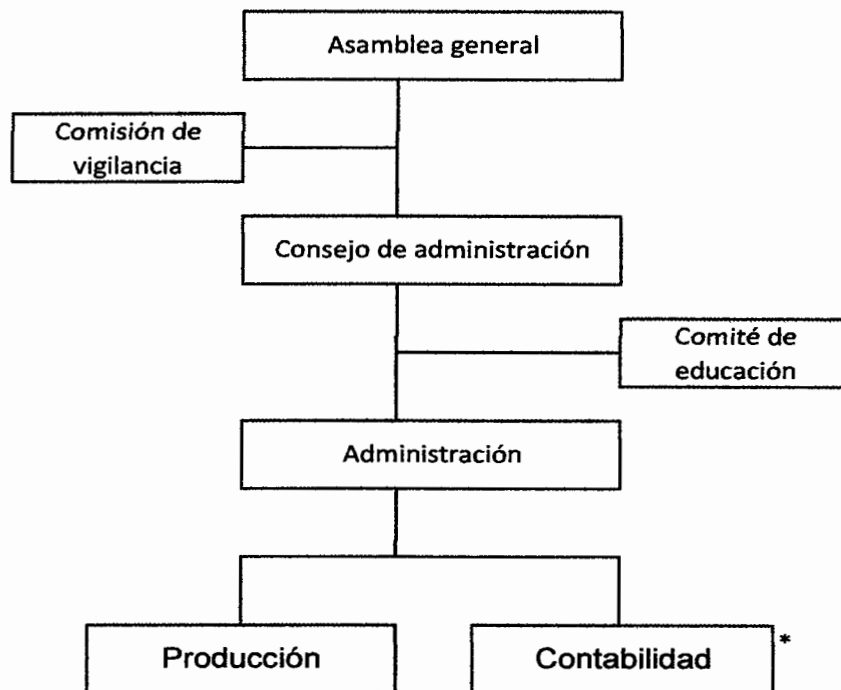 Asamblea general
Comisión de
vigilancia
Consejo de administración
Comité de
educación
Administración
Producción
Contabilidad *